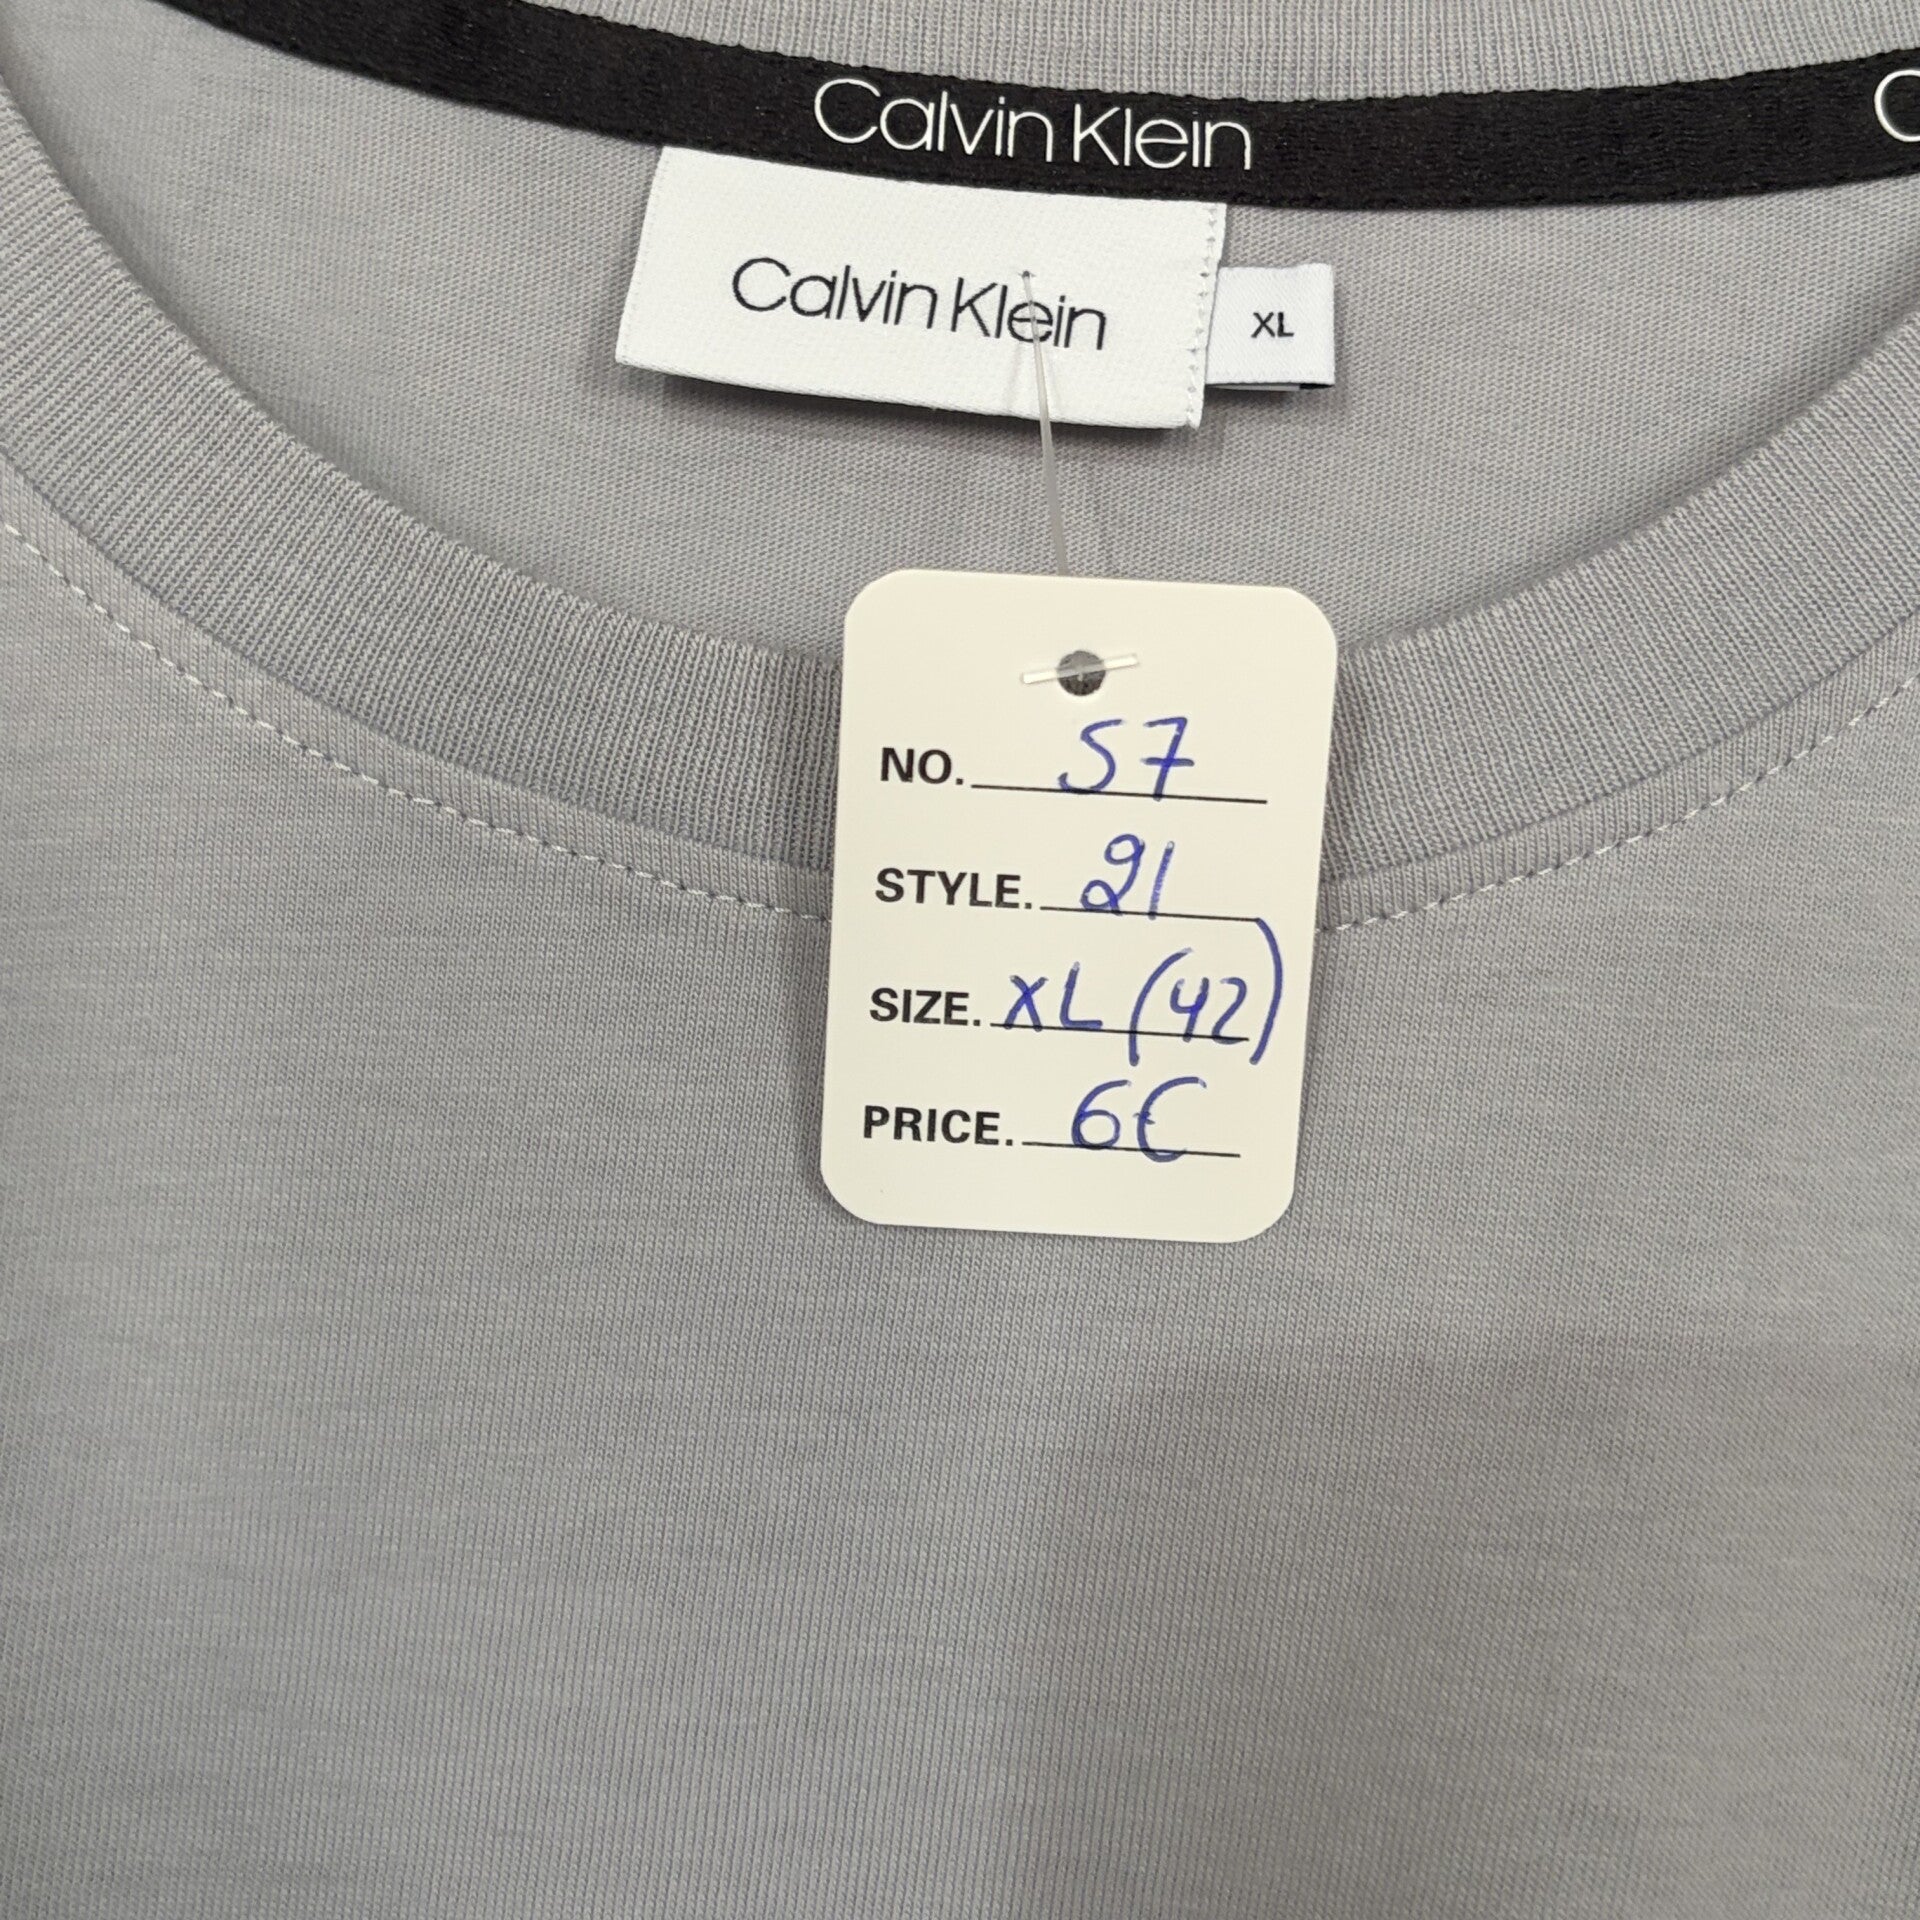 Calvin Klein
C
Calvin Klein
XL
NO. 57
STYLE. 21
SIZE. XL (42)
PRICE. 6€